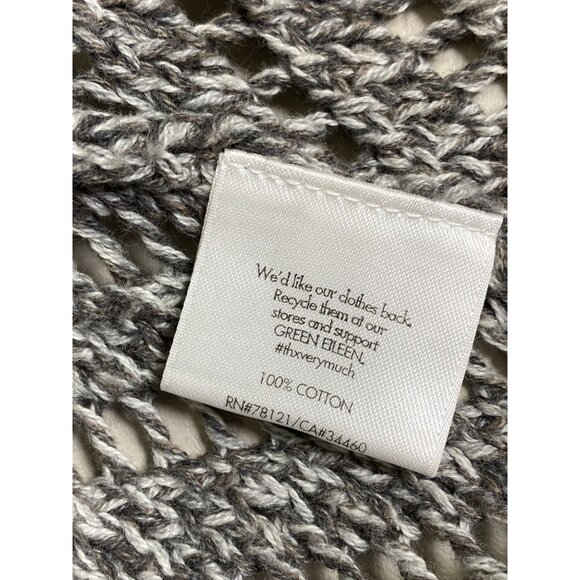 We'd like our clothes back.
Recycle them at our
stores and support
GREEN EILEEN.
#thxverymuch
100% COTTON
RN#78121/CA#34460